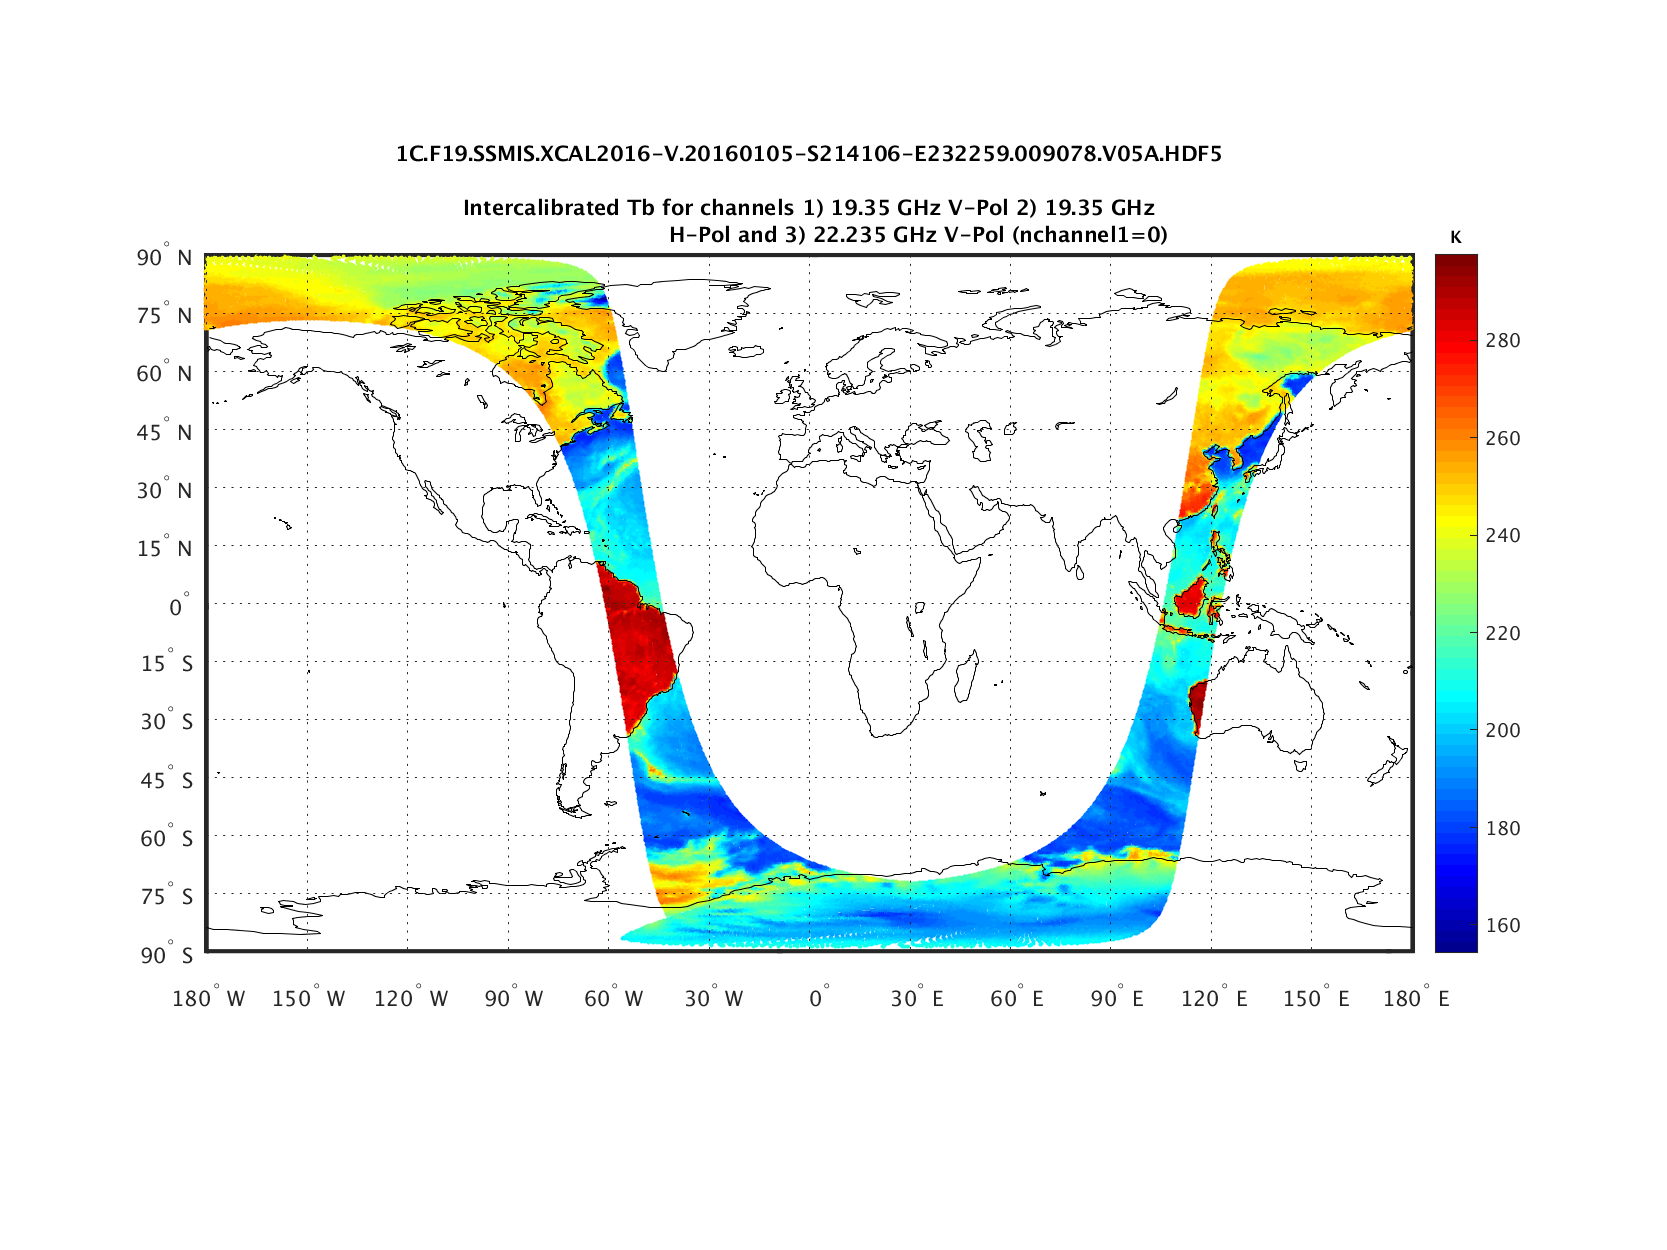 1C.F19.SSMIS.XCAL2016-V.20160105-S214106-E232259.009078.V05A.HDF5
Intercalibrated Tb for channels 1) 19.35 GHz V-Pol 2) 19.35 GHz
H-Pol and 3) 22.235 GHz V-Pol (nchannel1=0)
K
90° N
75° N
60° N
45° N
30° N
15° N
0°
15° S
30° S
45° S
60° S
75° S
90° S
280
260
240
220
200
180
160
180° W 150° W 120° W 90° W 60° W 30° W 0° 30° E 60° E 90° E 120° E 150° E 180° E